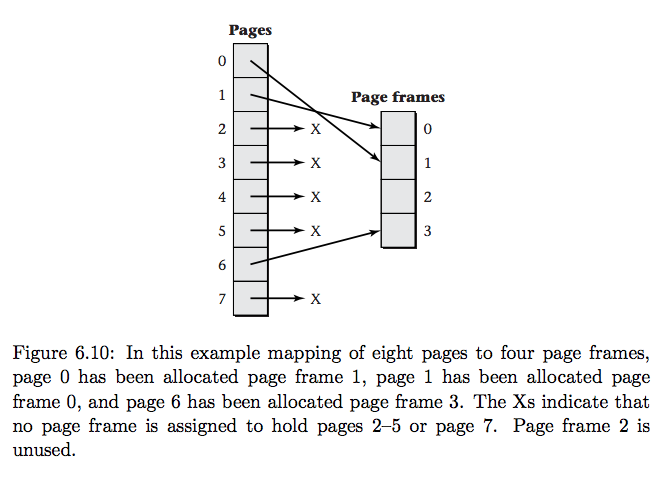 Pages
0
1
Page frames
2 X 0
3 X 1
4 X 2
5 X 3
6
7 X
Figure 6.10: In this example mapping of eight pages to four page frames,
page 0 has been allocated page frame 1, page 1 has been allocated page
frame 0, and page 6 has been allocated page frame 3. The Xs indicate that
no page frame is assigned to hold pages 2–5 or page 7. Page frame 2 is
unused.